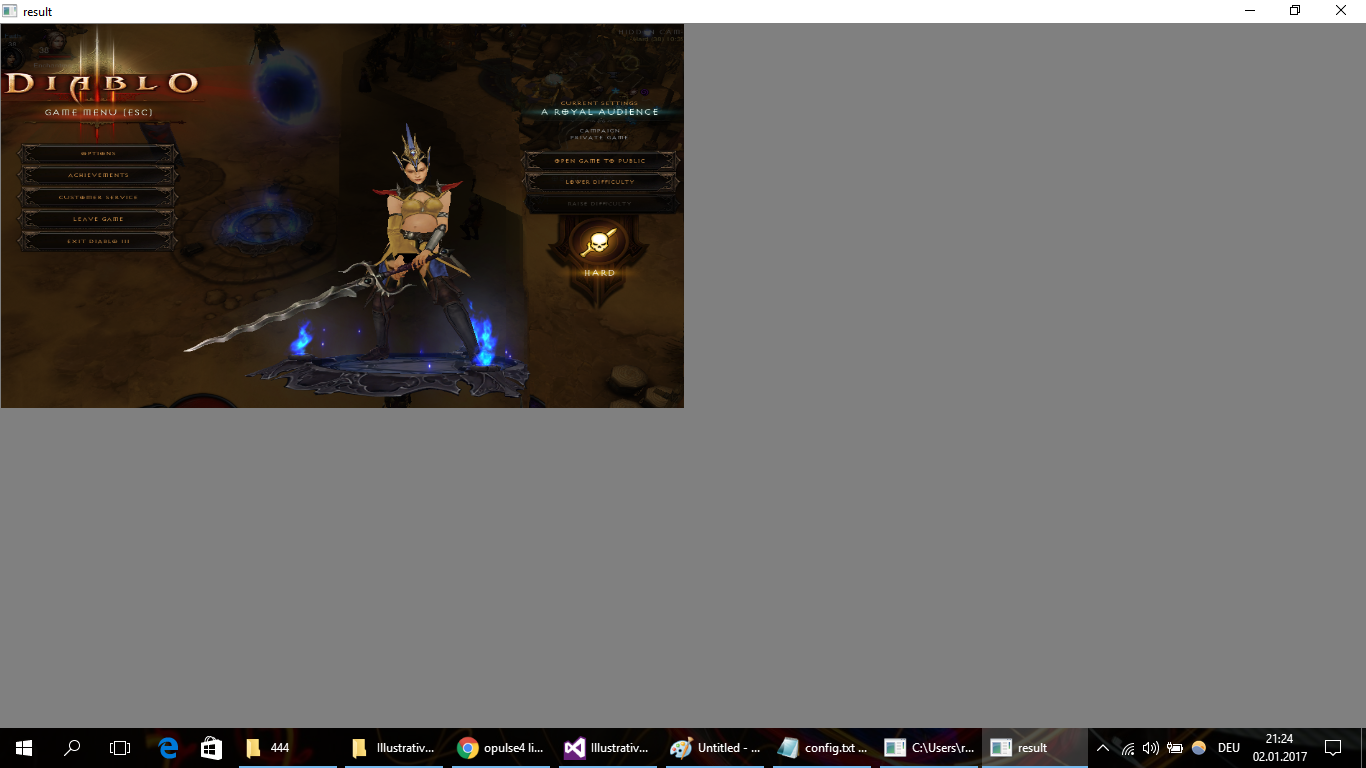 result
DIABLO
III
GAME MENU [ESC]
OPTIONS
ACHIEVEMENTS
CUSTOMER SERVICE
LEAVE GAME
EXIT DIABLO III
CURRENT SETTINGS
A ROYAL AUDIENCE
CAMPAIGN
PRIVATE GAME
OPEN GAME TO PUBLIC
LOWER DIFFICULTY
RAISE DIFFICULTY
HARD
444
Illustrativ...
opulse4 li...
Illustrativ...
Untitled - ...
config.txt ...
C:\Users\r...
result
DEU
21:24
02.01.2017